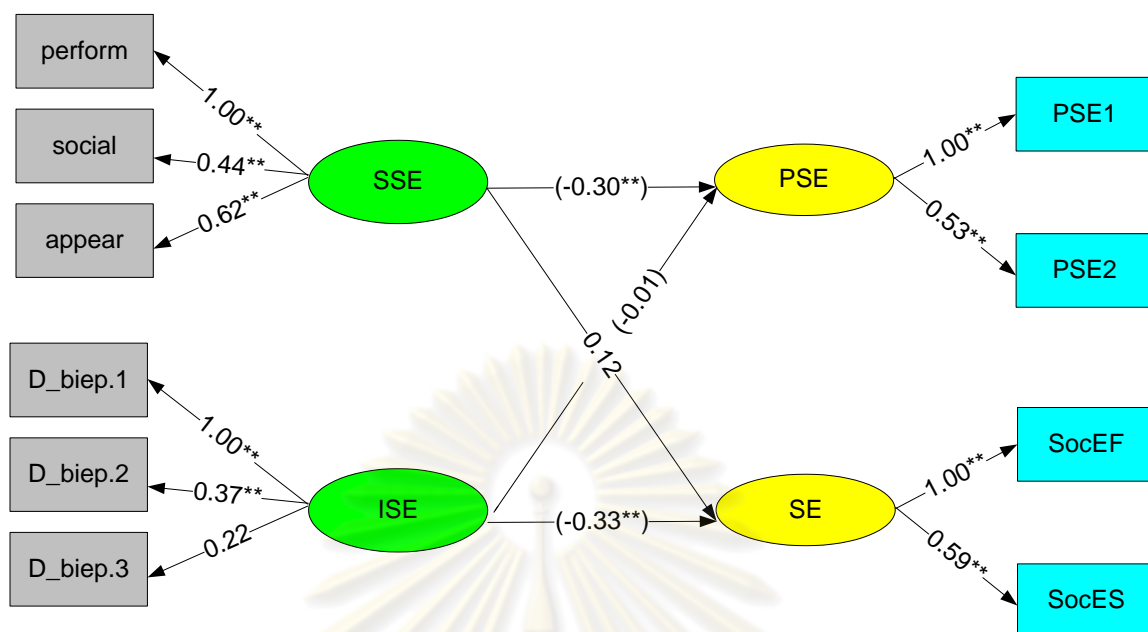 perform
1.00**
social
0.44**
appear
0.62**
SSE
(-0.30**)
PSE
1.00**
PSE1
0.53**
PSE2
(-0.01)
0.12
D_biep.1
1.00**
D_biep.2
0.37**
D_biep.3
0.22
ISE
(-0.33**)
SE
1.00**
SocEF
0.59**
SocES